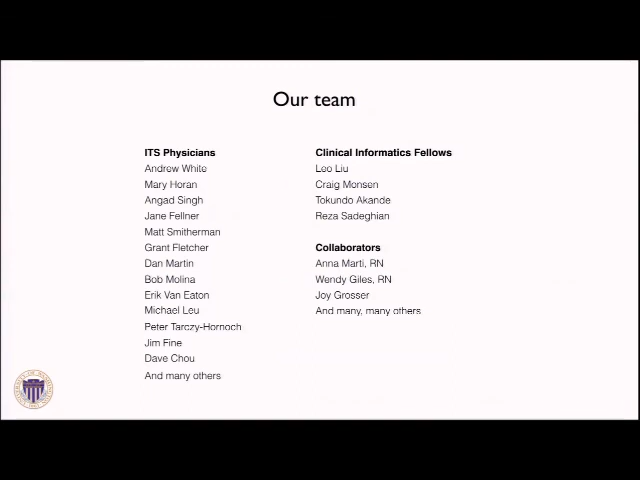 Our team
ITS Physicians
Andrew White
Mary Horan
Angad Singh
Jane Fellner
Matt Smitherman
Grant Fletcher
Dan Martin
Bob Molina
Erik Van Eaton
Michael Leu
Peter Tarczy-Hornoch
Jim Fine
Dave Chou
And many others
Clinical Informatics Fellows
Leo Liu
Craig Monsen
Tokundo Akande
Reza Sadeghian
Collaborators
Anna Marti, RN
Wendy Giles, RN
Joy Grosser
And many, many others